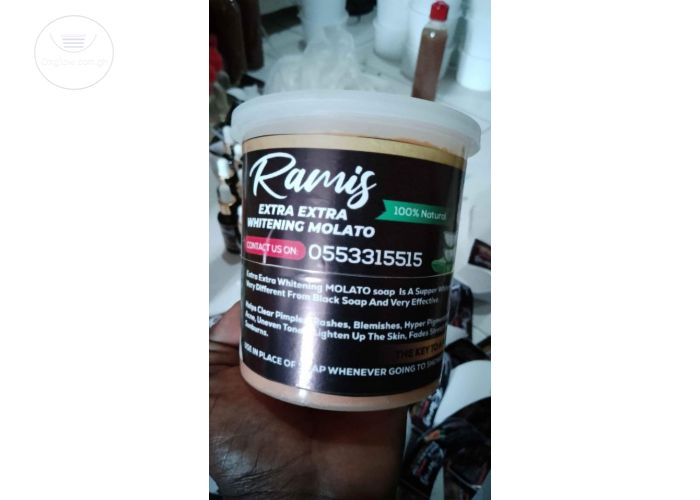 Ramis
EXTRA EXTRA
WHITENING MOLATO
100% Natural
CONTACT US ON:
0553315515
Extra Extra Whitening MOLATO soap Is A Supper
Very Different From Black Soap And Very Effective
Helps Clear Pimples, Rashes, Blemishes, Hyper
Acne, Uneven Tone, Lighten Up The Skin, Fades
Sunburns.
THE KEY TO
USE IN PLACE OF SOAP WHENEVER GOING TO